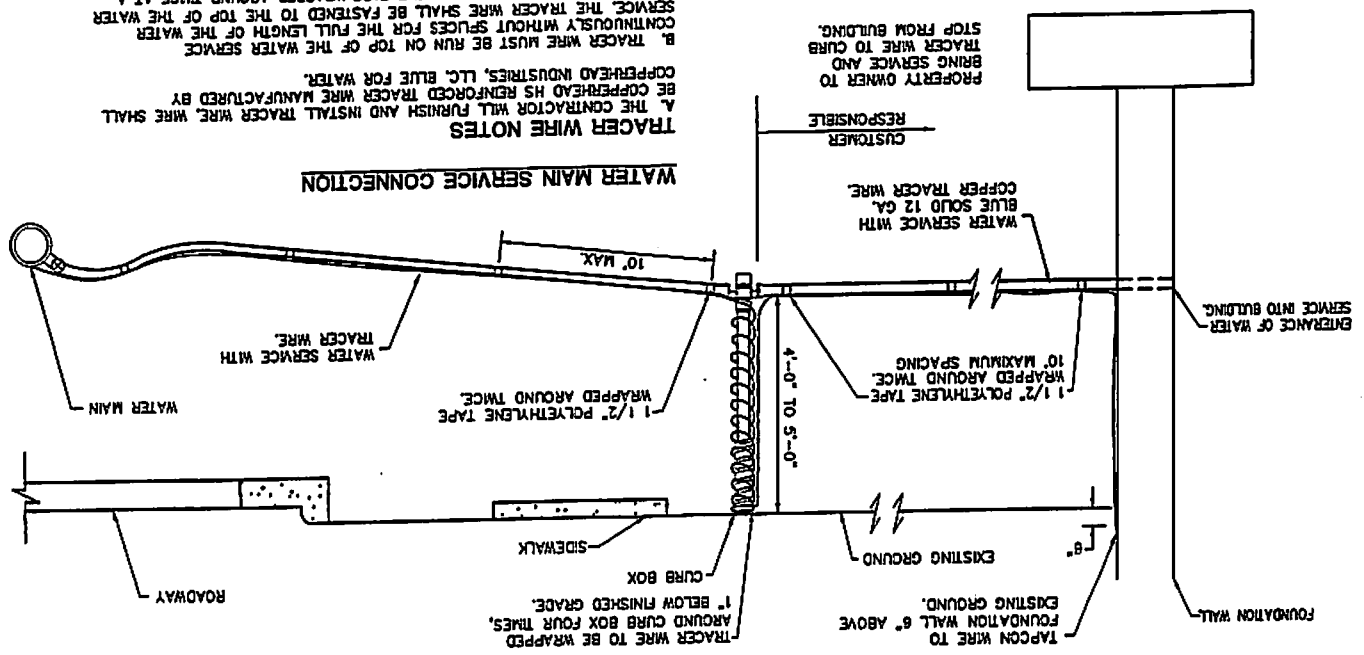 FOUNDATION WALL
TAPCON WIRE TO
FOUNDATION WALL 6" ABOVE
EXISTING GROUND.
TRACER WIRE TO BE WRAPPED
AROUND CURB BOX FOUR TIMES,
1" BELOW FINISHED GRADE.
CURB BOX
ROADWAY
EXISTING GROUND
SIDEWALK
6"
4'-0" TO 5'-0"
1 1/2" POLYETHYLENE TAPE
WRAPPED AROUND TWICE.
10' MAXIMUM SPACING
1 1/2" POLYETHYLENE TAPE
WRAPPED AROUND TWICE.
WATER MAIN
WATER SERVICE WITH
TRACER WIRE.
ENTERANCE OF WATER
SERVICE INTO BUILDING.
10' MAX.
WATER SERVICE WITH
BLUE SOLID 12 GA.
COPPER TRACER WIRE.
WATER MAIN SERVICE CONNECTION
CUSTOMER
RESPONSIBLE
PROPERTY OWNER TO
BRING SERVICE AND
TRACER WIRE TO CURB
STOP FROM BUILDING.
TRACER WIRE NOTES
A. THE CONTRACTOR WILL FURNISH AND INSTALL TRACER WIRE. WIRE SHALL
BE COPPERHEAD HS REINFORCED TRACER WIRE MANUFACTURED BY
COPPERHEAD INDUSTRIES, LLC. BLUE FOR WATER.
B. TRACER WIRE MUST BE RUN ON TOP OF THE WATER SERVICE
CONTINUOUSLY WITHOUT SPLICES FOR THE FULL LENGTH OF THE WATER
SERVICE. THE TRACER WIRE SHALL BE FASTENED TO THE TOP OF THE WATER